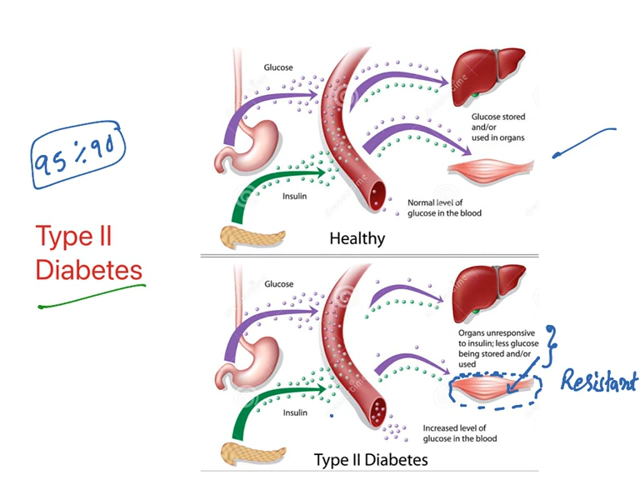 Glucose
Glucose stored
and/or
used in organs
95%90
Insulin
Normal level of
glucose in the blood
Type II
Diabetes
Healthy
Glucose
Organs unresponsive
to insulin; less glucose
being stored and/or
used
Resistant
Insulin
Increased level of
glucose in the blood
Type II Diabetes